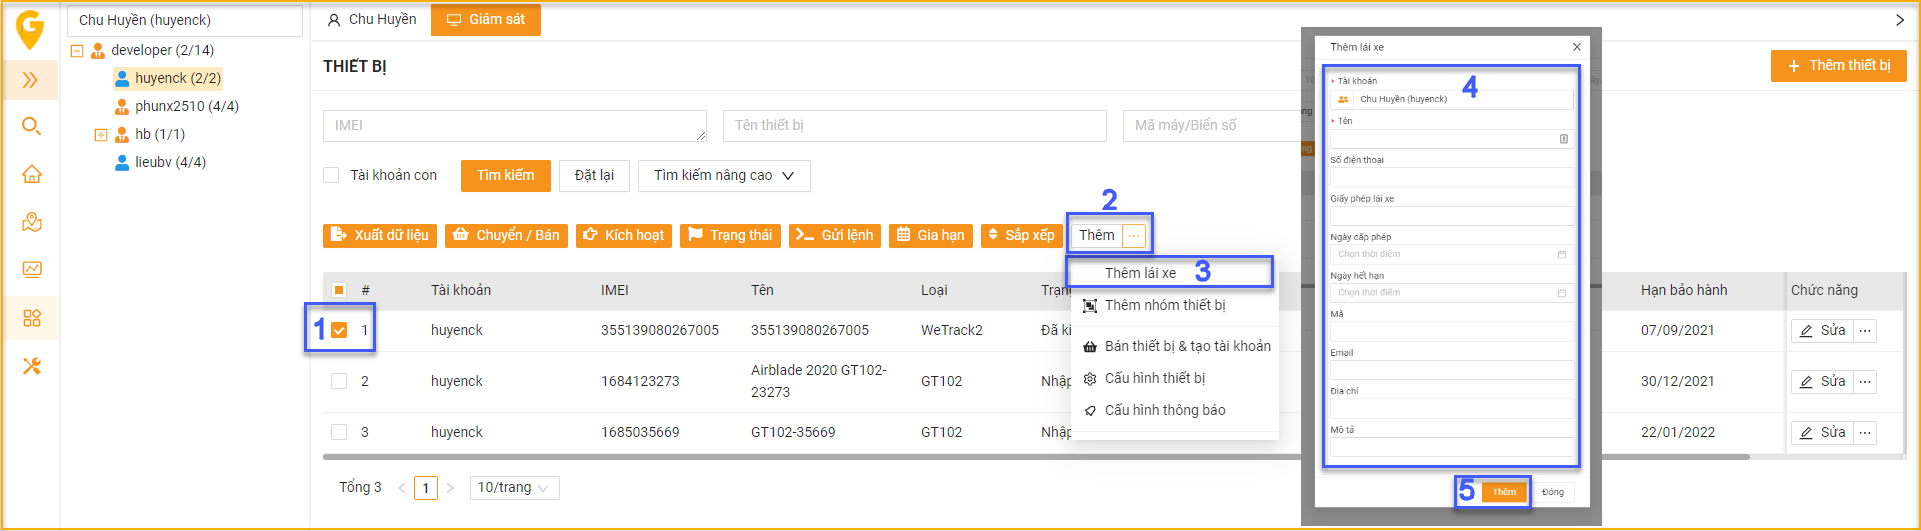 Chu Huyền (huyenck)
developer (2/14)
huyenck (2/2)
phunx2510 (4/4)
hb (1/1)
lieubv (4/4)
Chu Huyền
Giám sát
THIẾT BỊ
Thêm thiết bị
IMEI
Tên thiết bị
Mã máy/Biển số
Tài khoản con
Tìm kiếm
Đặt lại
Tìm kiếm nâng cao
2
Xuất dữ liệu
Chuyển / Bán
Kích hoạt
Trạng thái
Gửi lệnh
Gia hạn
Sắp xếp
Thêm
Thêm lái xe 3
Thêm nhóm thiết bị
Bán thiết bị & tạo tài khoản
Cấu hình thiết bị
Cấu hình thông báo
# Tài khoản IMEI Tên Loại Trạng Hạn bảo hành Chức năng
1 1 huyenck 355139080267005 355139080267005 WeTrack2 Đã ki 07/09/2021 Sửa
2 huyenck 1684123273 Airblade 2020 GT102-
23273 GT102 Nhập 30/12/2021 Sửa
3 huyenck 1685035669 GT102-35669 GT102 Nhập 22/01/2022 Sửa
Tổng 3 < 1 > 10/trang
Thêm lái xe
4
* Tài khoản
Chu Huyền (huyenck)
* Tên
Số điện thoại
Giấy phép lái xe
Ngày cấp phép
Chọn thời điểm
Ngày hết hạn
Chọn thời điểm
Mã
Email
Địa chỉ
Mô tả
5 Thêm Đóng